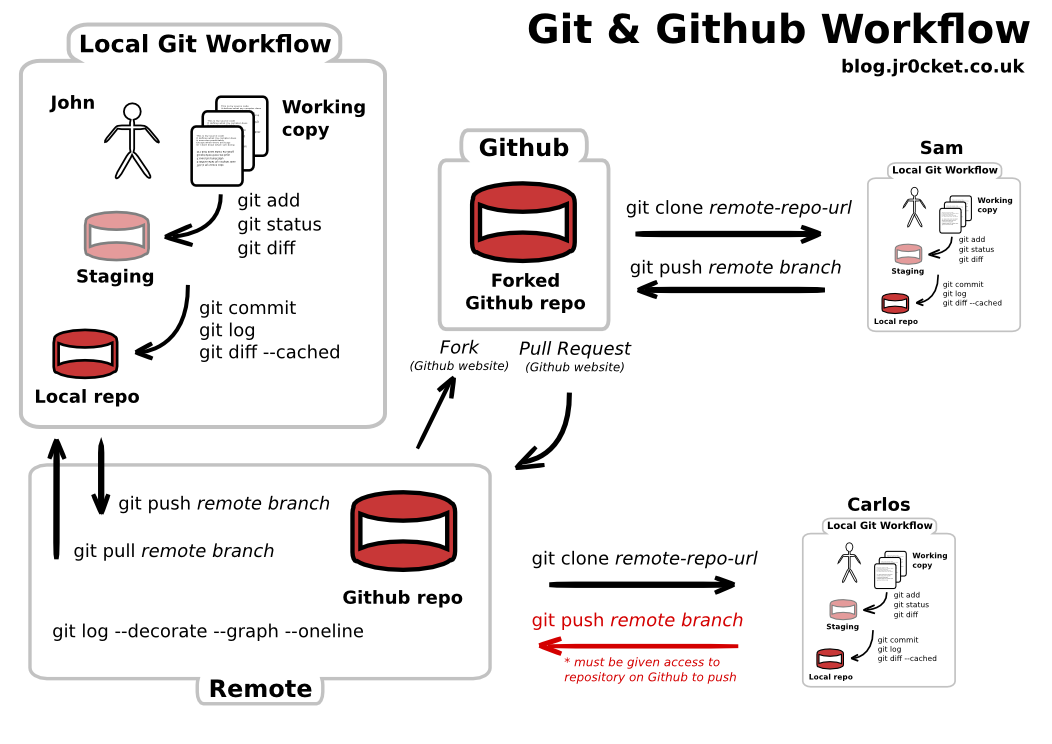 Git & Github Workflow
blog.jr0cket.co.uk
Local Git Workflow
John
Working
copy
git add
git status
git diff
Staging
git commit
git log
git diff --cached
Local repo
Github
Forked
Github repo
git clone remote-repo-url
git push remote branch
Fork
(Github website)
Pull Request
(Github website)
Sam
Local Git Workflow
Working
copy
git add
git status
git diff
Staging
git commit
git log
git diff --cached
Local repo
git push remote branch
git pull remote branch
Github repo
git log --decorate --graph --oneline
Remote
git clone remote-repo-url
git push remote branch
* must be given access to
repository on Github to push
Carlos
Local Git Workflow
Working
copy
git add
git status
git diff
Staging
git commit
git log
git diff --cached
Local repo